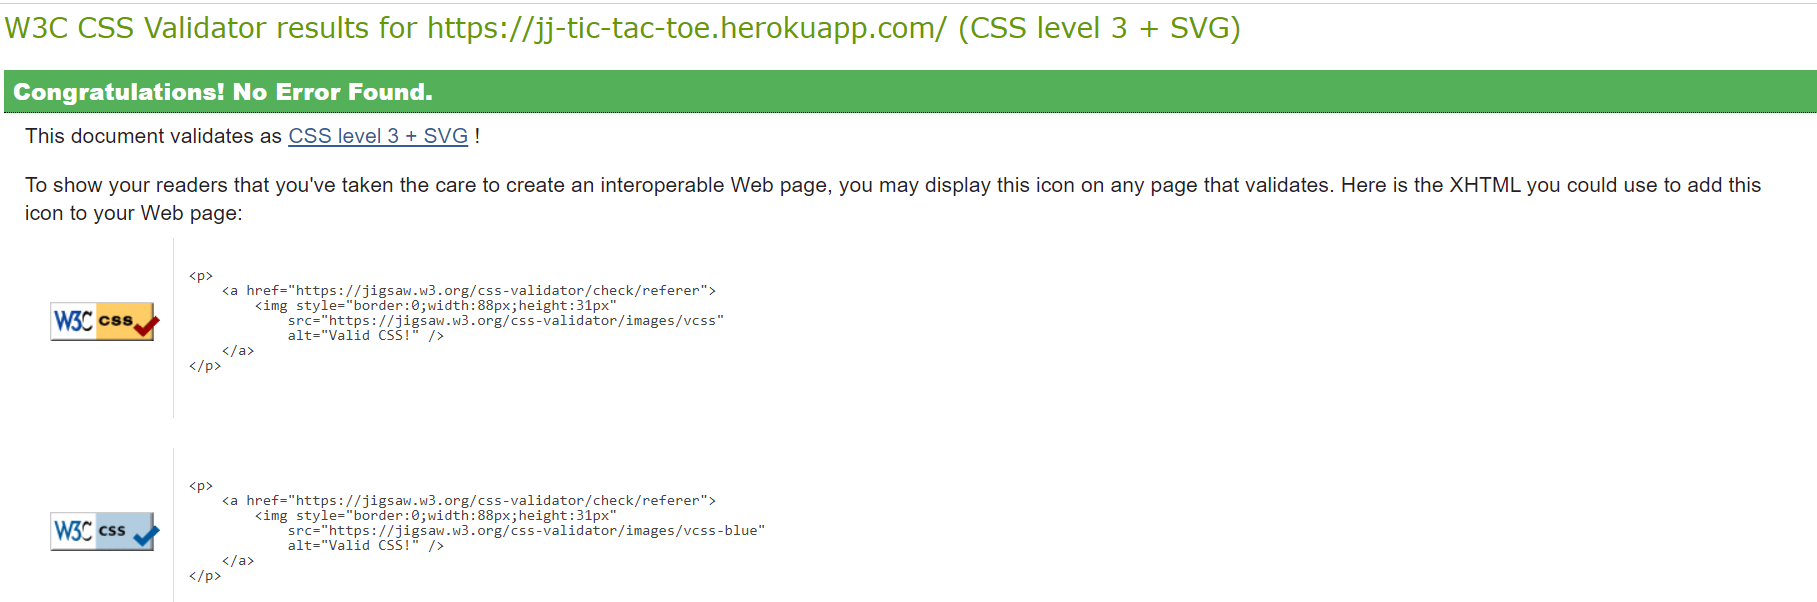 W3C CSS Validator results for https://jj-tic-tac-toe.herokuapp.com/ (CSS level 3 + SVG)
Congratulations! No Error Found.
This document validates as CSS level 3 + SVG !
To show your readers that you've taken the care to create an interoperable Web page, you may display this icon on any page that validates. Here is the XHTML you could use to add this
icon to your Web page:
W3C css
<p>
    <a href="https://jigsaw.w3.org/css-validator/check/referer">
        <img style="border:0;width:88px;height:31px"
            src="https://jigsaw.w3.org/css-validator/images/vcss"
            alt="Valid CSS!" />
    </a>
</p>
W3C css
<p>
    <a href="https://jigsaw.w3.org/css-validator/check/referer">
        <img style="border:0;width:88px;height:31px"
            src="https://jigsaw.w3.org/css-validator/images/vcss-blue"
            alt="Valid CSS!" />
    </a>
</p>